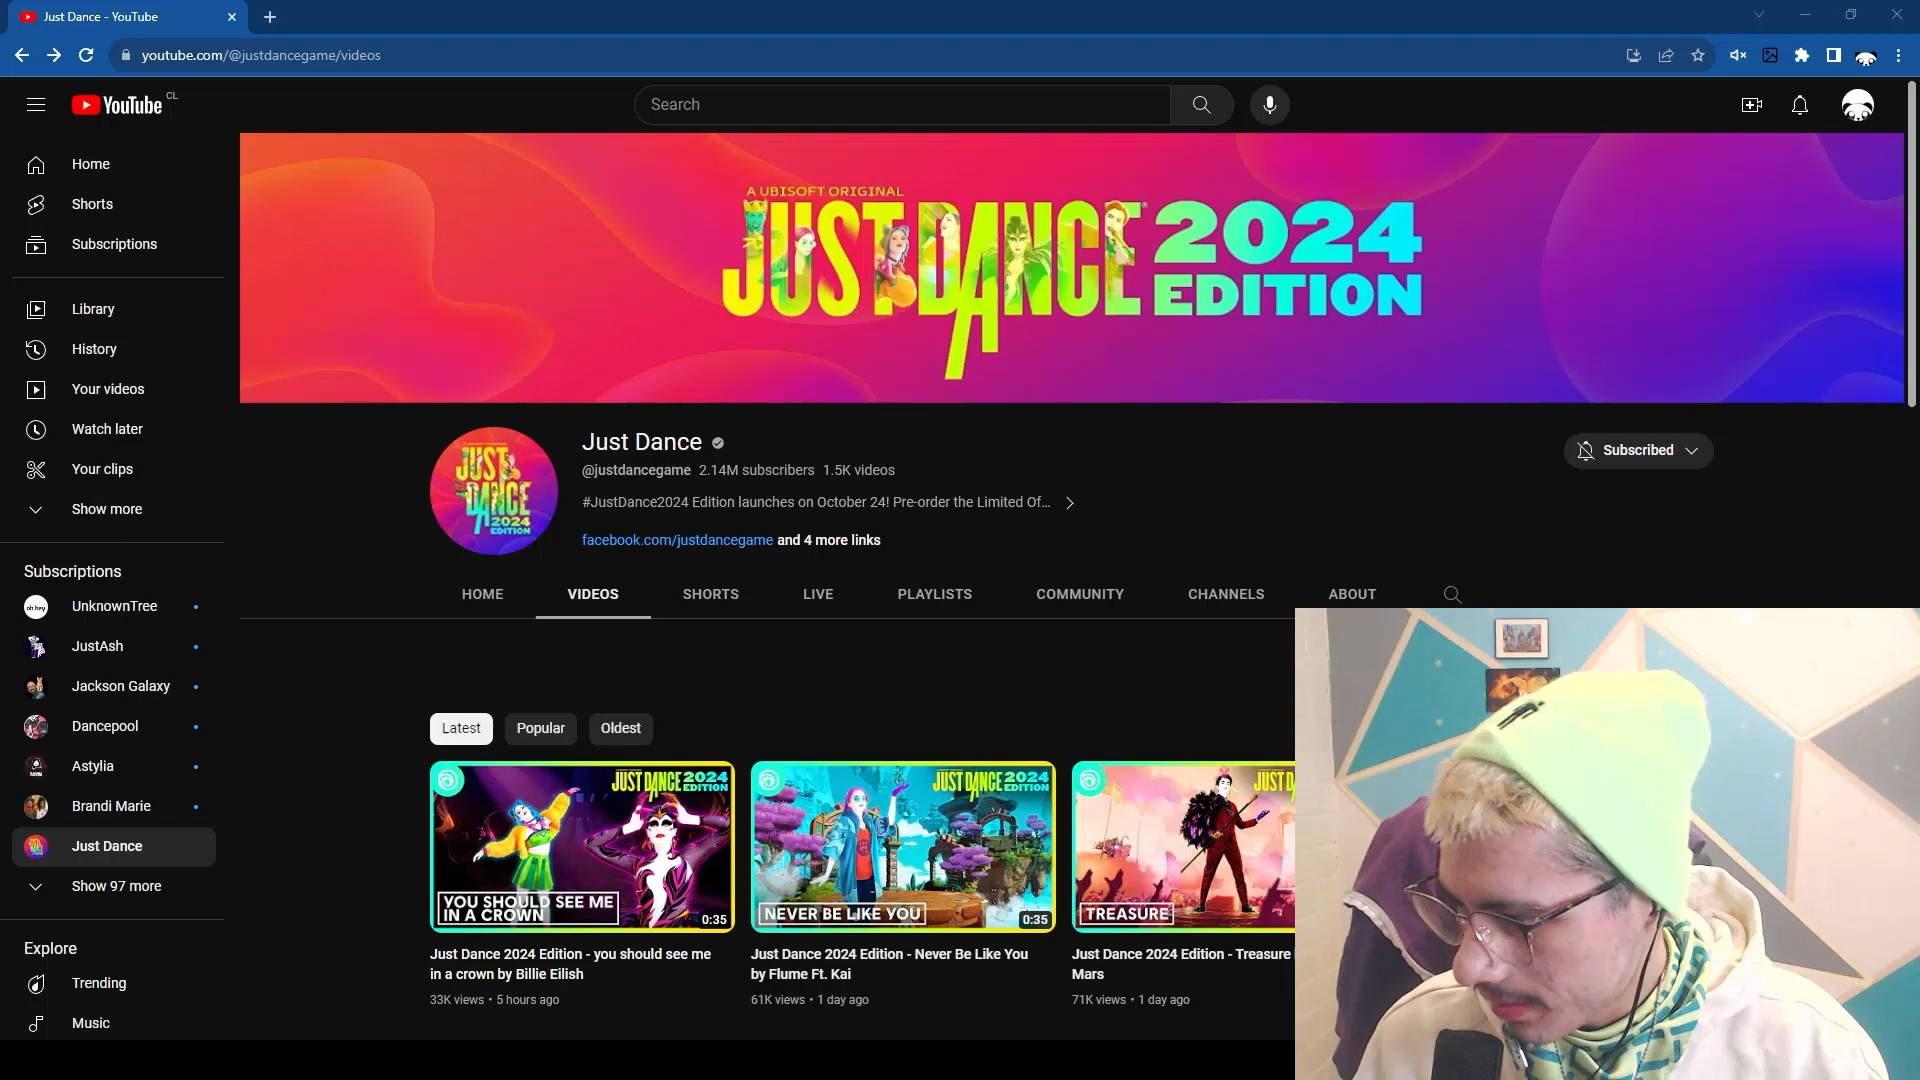 Just Dance - YouTube
youtube.com/@justdancegame/videos
YouTube CL
Search
Home
Shorts
Subscriptions
Library
History
Your videos
Watch later
Your clips
Show more
Subscriptions
UnknownTree
JustAsh
Jackson Galaxy
Dancepool
Astylia
Brandi Marie
Just Dance
Show 97 more
Explore
Trending
Music
A UBISOFT ORIGINAL
JUST DANCE 2024
EDITION
JUST
DANCE
2024
EDITION
Just Dance
@justdancegame 2.14M subscribers 1.5K videos
#JustDance2024 Edition launches on October 24! Pre-order the Limited Of...
facebook.com/justdancegame and 4 more links
Subscribed
HOME VIDEOS SHORTS LIVE PLAYLISTS COMMUNITY CHANNELS ABOUT
Latest Popular Oldest
JUST DANCE 2024
EDITION
YOU SHOULD SEE ME
IN A CROWN
0:35
Just Dance 2024 Edition - you should see me
in a crown by Billie Eilish
33K views • 5 hours ago
JUST DANCE 2024
EDITION
NEVER BE LIKE YOU
0:35
Just Dance 2024 Edition - Never Be Like You
by Flume Ft. Kai
61K views • 1 day ago
JUST
TREASURE
Just Dance 2024 Edition - Treasure
Mars
71K views • 1 day ago